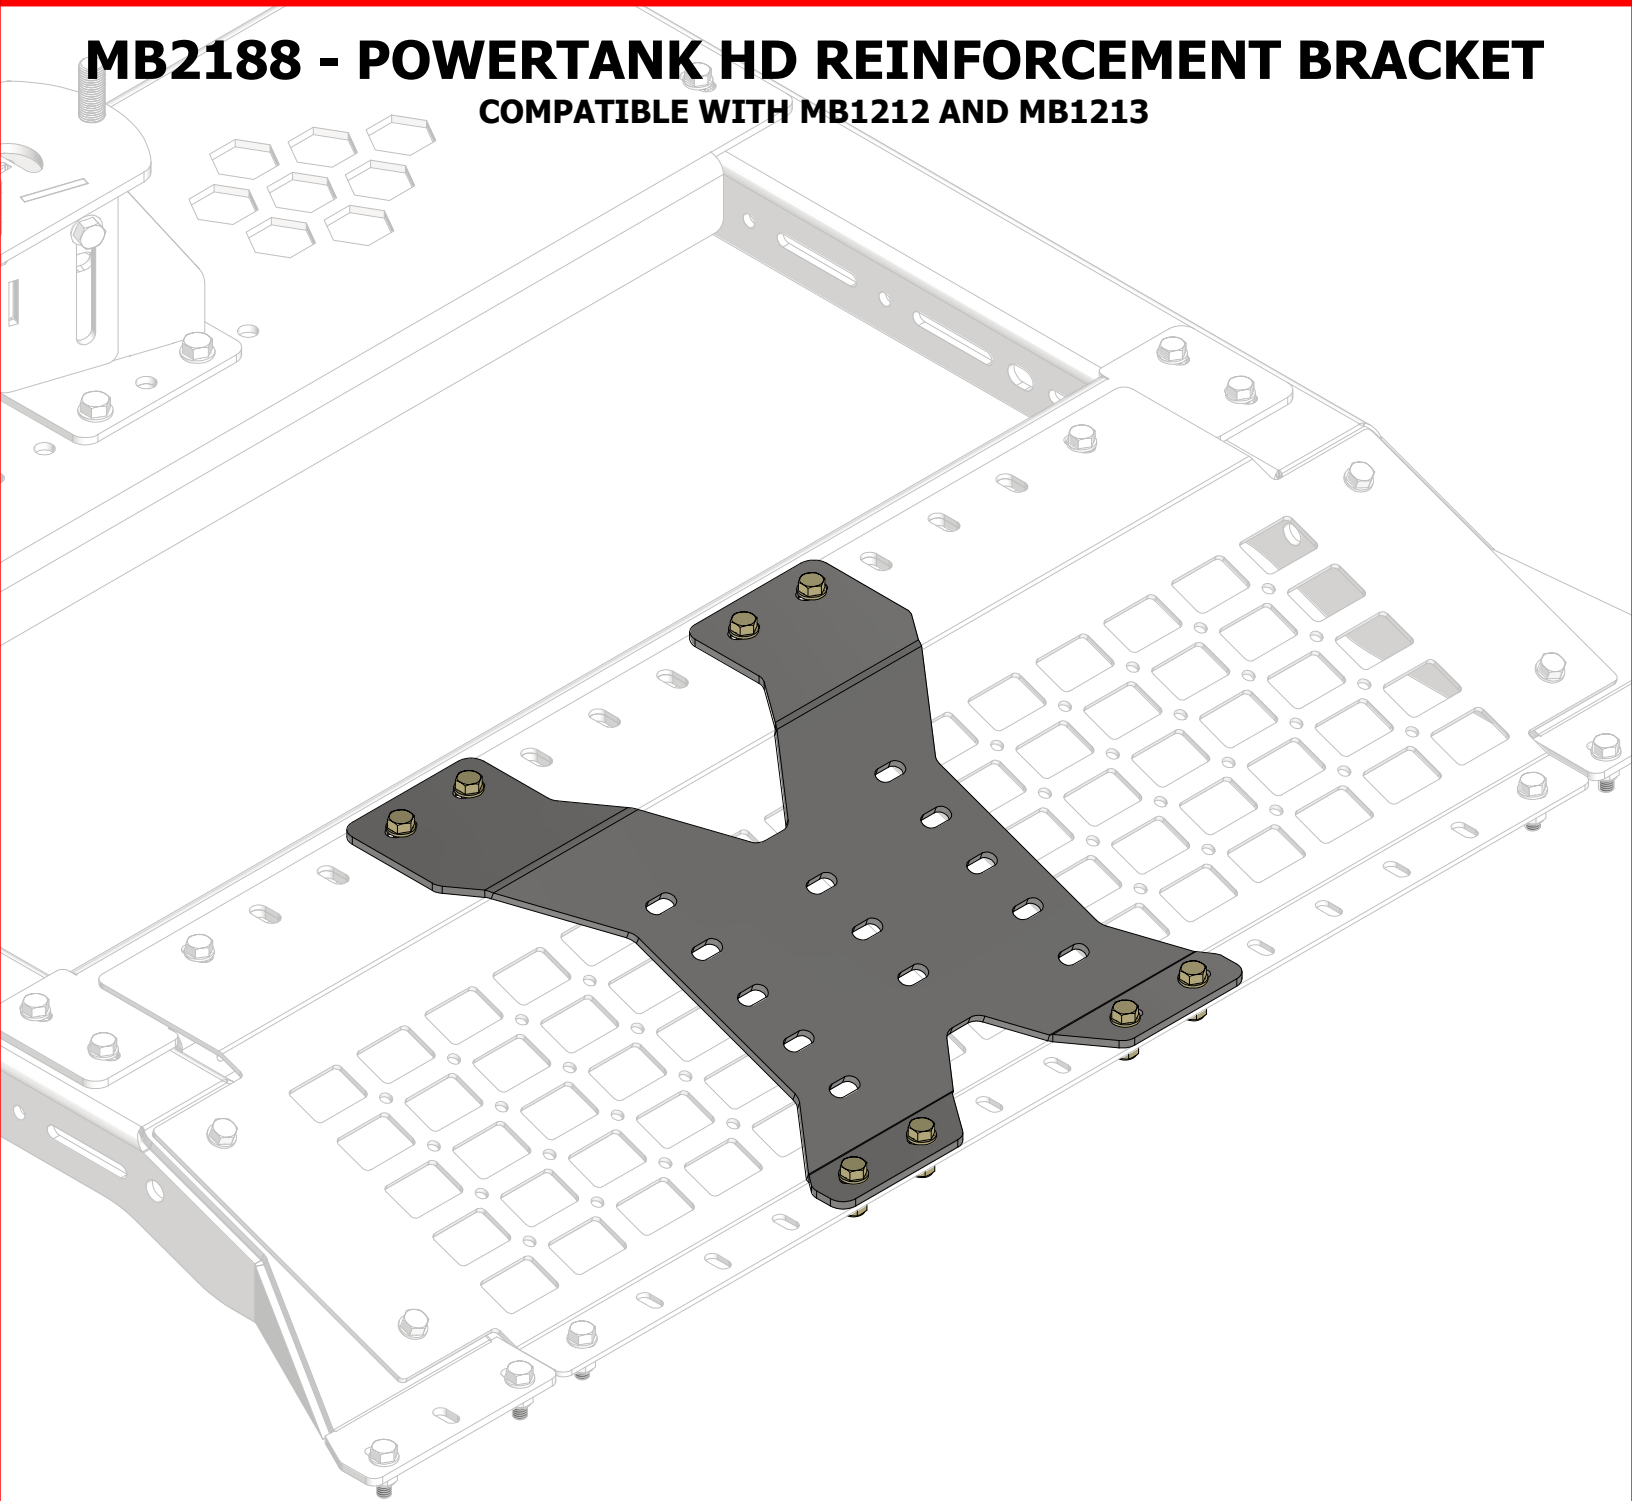 MB2188 - POWERTANK HD REINFORCEMENT BRACKET
COMPATIBLE WITH MB1212 AND MB1213